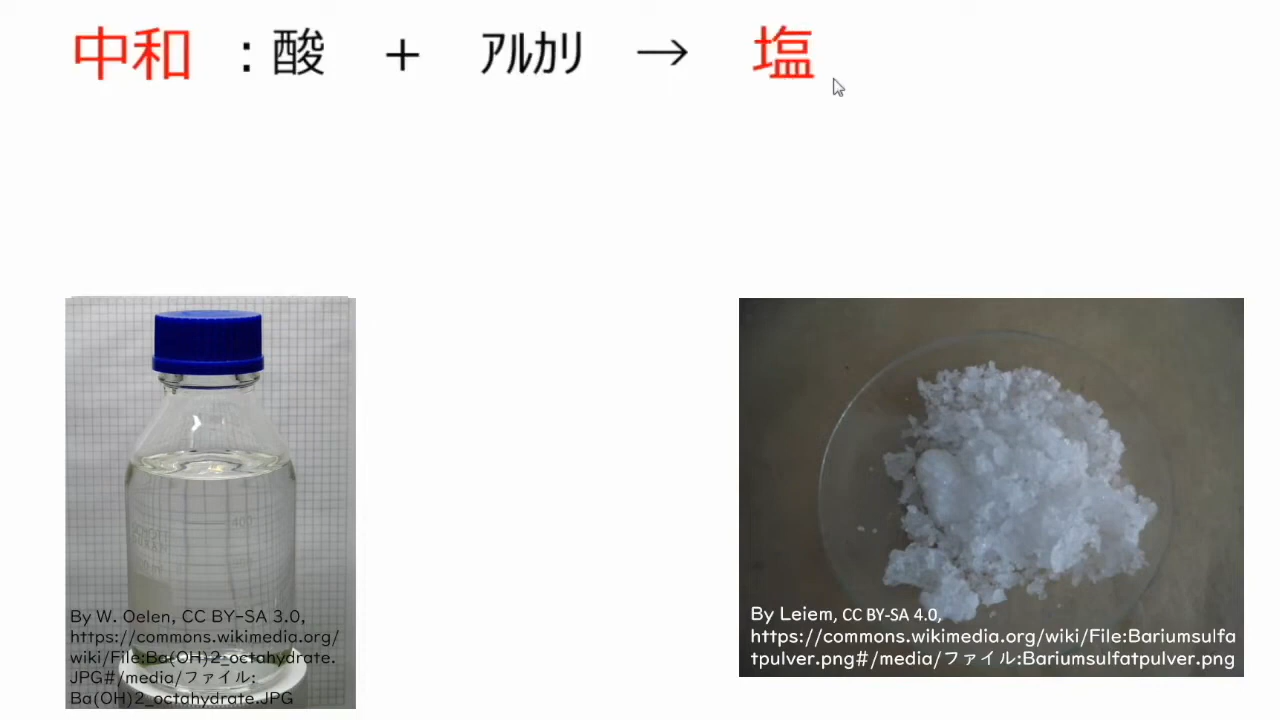 中和 ：酸 ＋ ｱﾙｶﾘ → 塩
By W. Oelen, CC BY-SA 3.0,
https://commons.wikimedia.org/
wiki/File:Ba(OH)2_octahydrate.
JPG#/media/ファイル:
Ba(OH)2_octahydrate.JPG
By Leiem, CC BY-SA 4.0,
https://commons.wikimedia.org/wiki/File:Bariumsulfa
tpulver.png#/media/ファイル:Bariumsulfatpulver.png